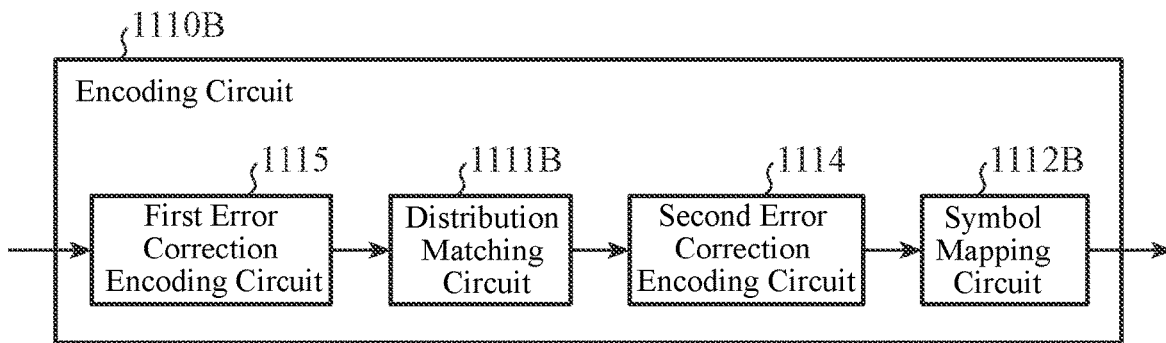 1110B
Encoding Circuit
1115
1111B
1114
1112B
First Error
Correction
Encoding Circuit
Distribution
Matching
Circuit
Second Error
Correction
Encoding Circuit
Symbol
Mapping
Circuit